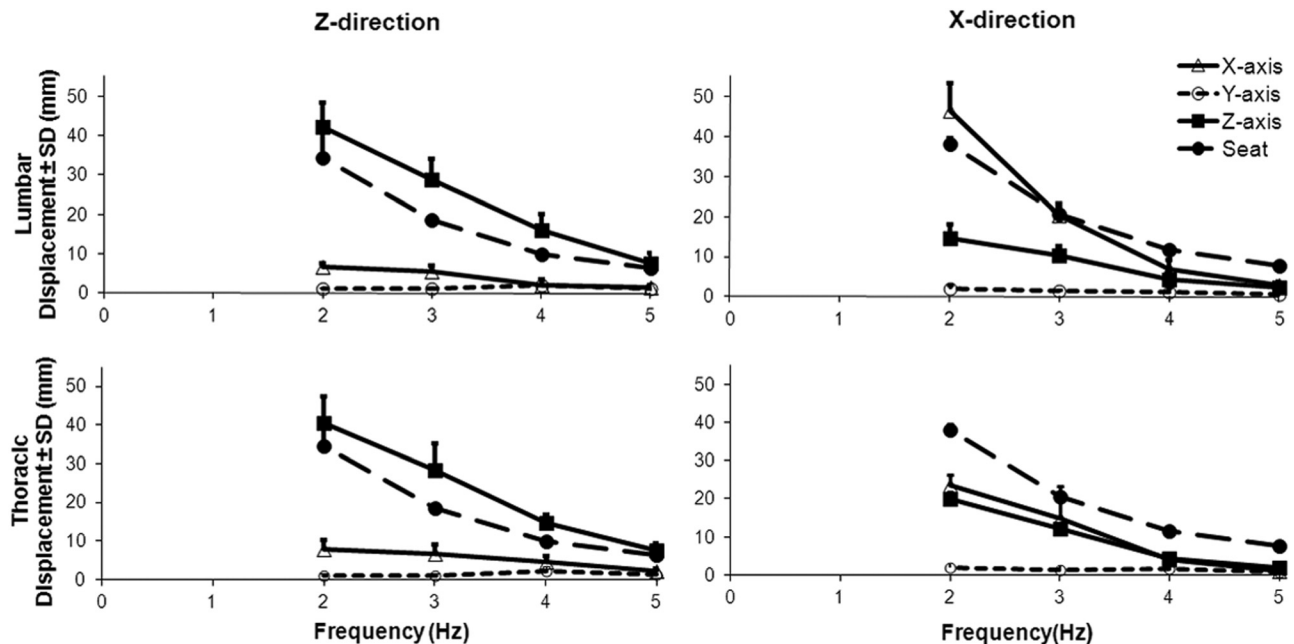 Z-direction
X-direction
X-axis
Y-axis
Z-axis
Seat
Lumbar
Displacement ± SD (mm)
50
40
30
20
10
0
0 1 2 3 4 5
50
40
30
20
10
0
0 1 2 3 4 5
Thoracic
Displacement ± SD (mm)
50
40
30
20
10
0
0 1 2 3 4 5
Frequency (Hz)
50
40
30
20
10
0
0 1 2 3 4 5
Frequency(Hz)